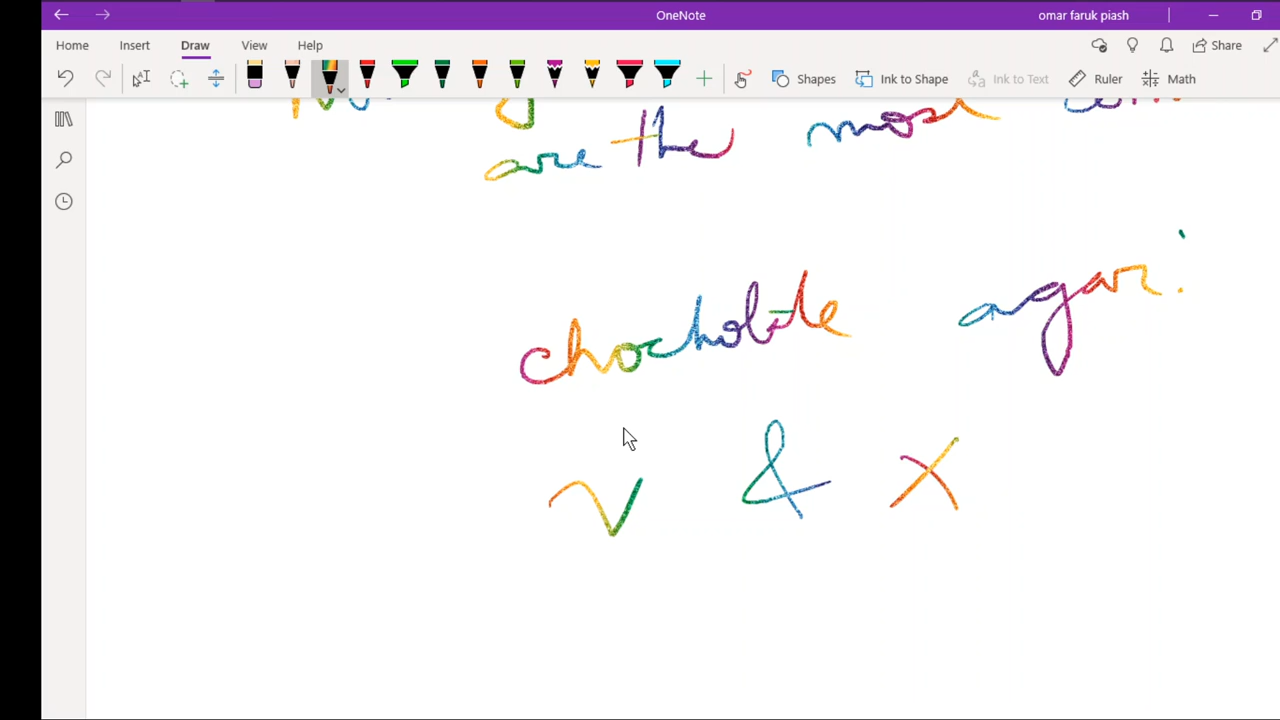 OneNote
omar faruk piash
Home Insert Draw View Help
Share
Shapes
Ink to Shape
Ink to Text
Ruler
Math
are the most
chocholate agar:
V & X